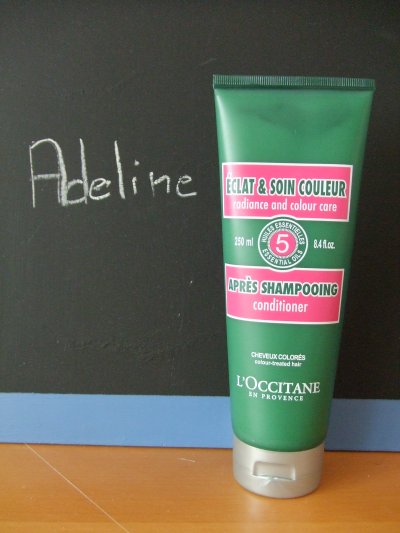 Adeline
ÉCLAT & SOIN COULEUR
radiance and colour care
250 ml
HUILES ESSENTIELLES
5
ESSENTIAL OILS
8.4 fl.oz.
APRÈS SHAMPOOING
conditioner
CHEVEUX COLORÉS
colour-treated hair
L'OCCITANE
EN PROVENCE